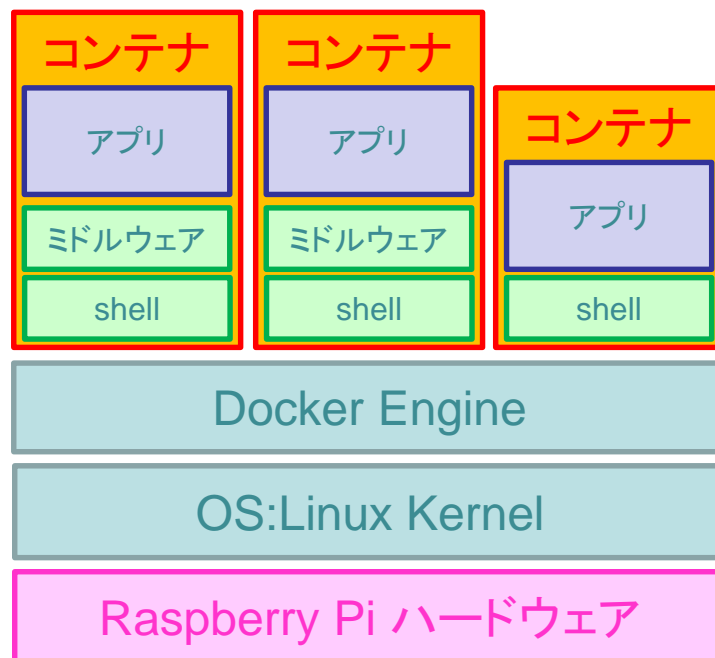 コンテナ
アプリ
ミドルウェア
shell
コンテナ
アプリ
ミドルウェア
shell
コンテナ
アプリ
shell
Docker Engine
OS:Linux Kernel
Raspberry Pi ハードウェア